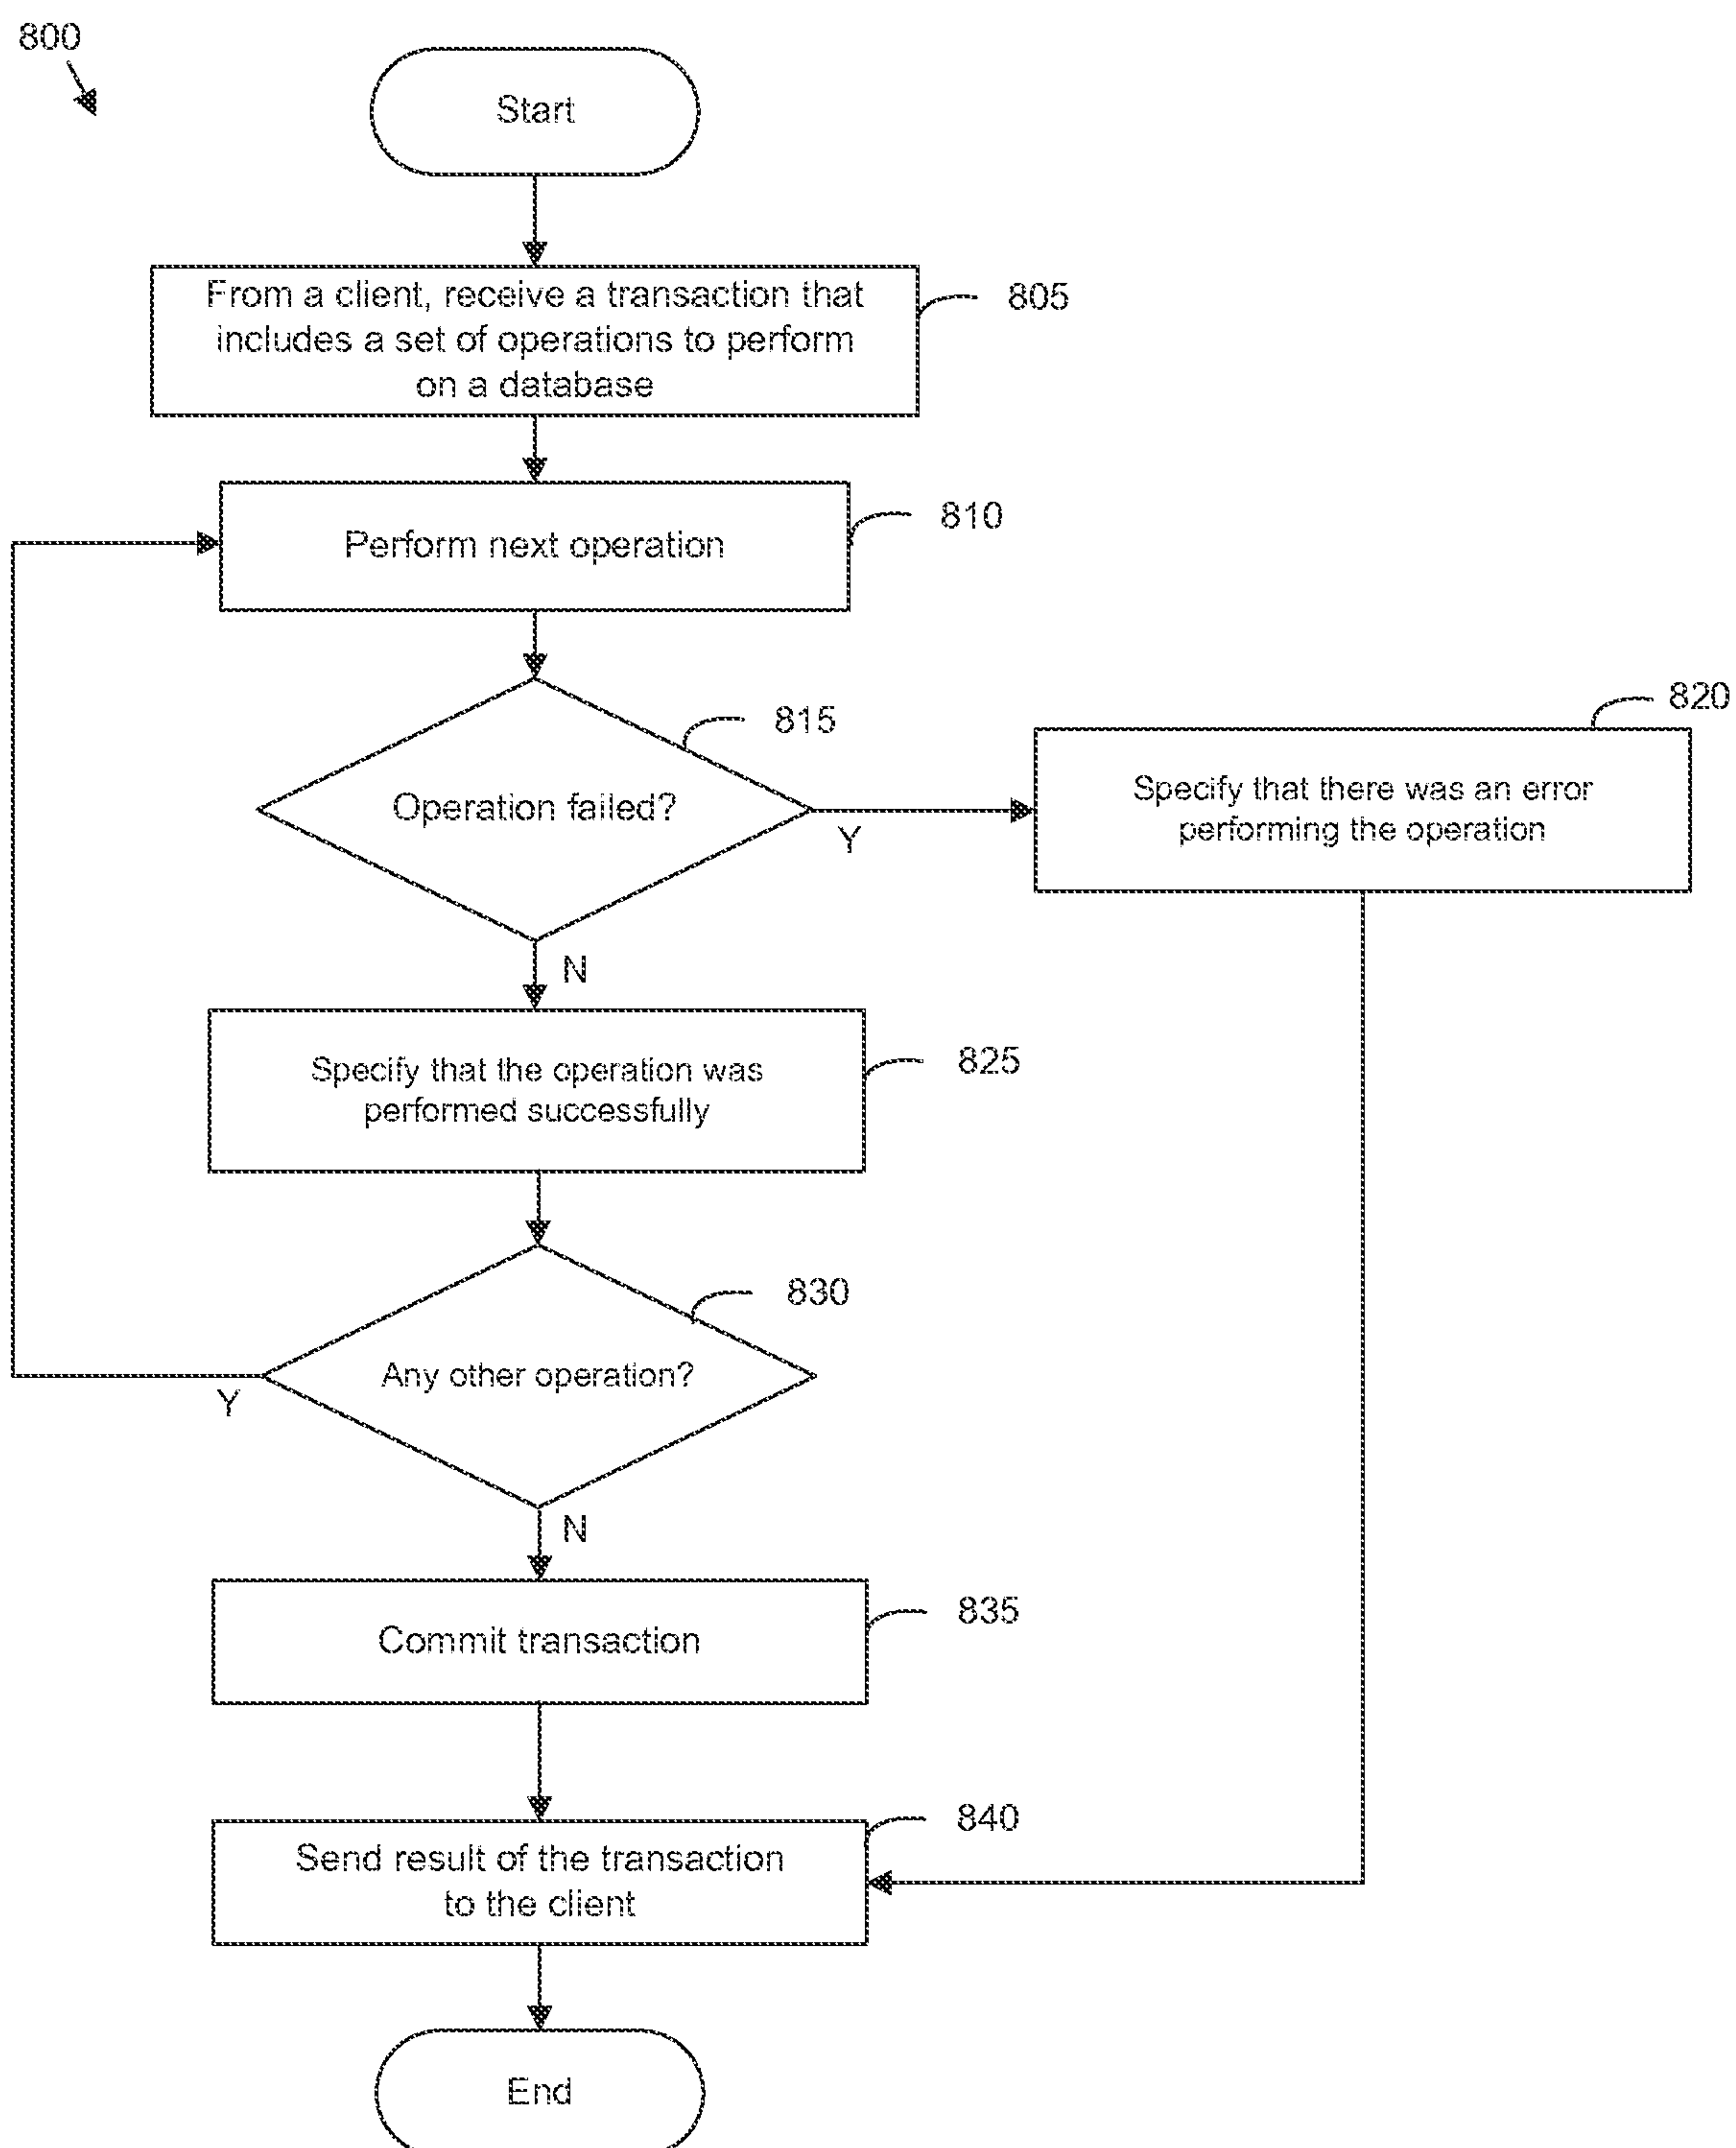 800
Start
From a client, receive a transaction that
includes a set of operations to perform
on a database
805
Perform next operation
810
Operation failed?
815
Y
N
Specify that there was an error
performing the operation
820
Specify that the operation was
performed successfully
825
Any other operation?
830
Y
N
Commit transaction
835
Send result of the transaction
to the client
840
End